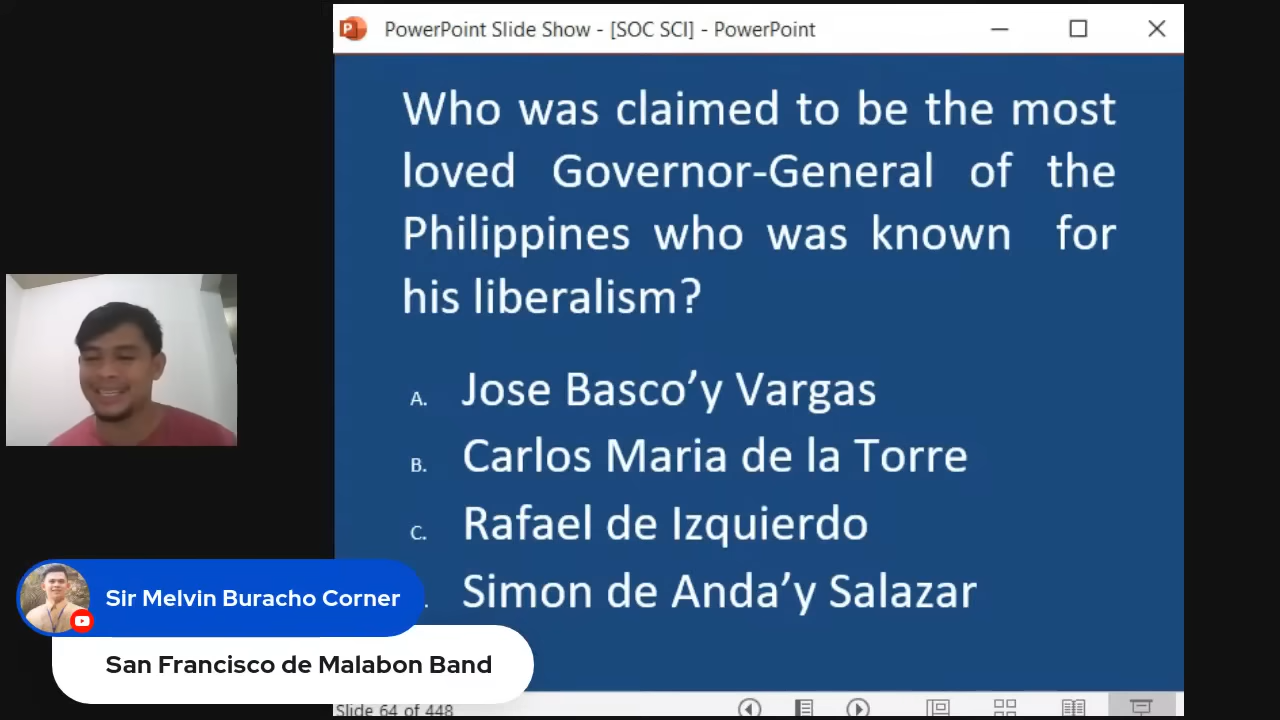 PowerPoint Slide Show - [SOC SCI] - PowerPoint
Who was claimed to be the most
loved Governor-General of the
Philippines who was known for
his liberalism?
A. Jose Basco’y Vargas
B. Carlos Maria de la Torre
C. Rafael de Izquierdo
. Simon de Anda’y Salazar
Sir Melvin Buracho Corner
San Francisco de Malabon Band
Slide 64 of 448